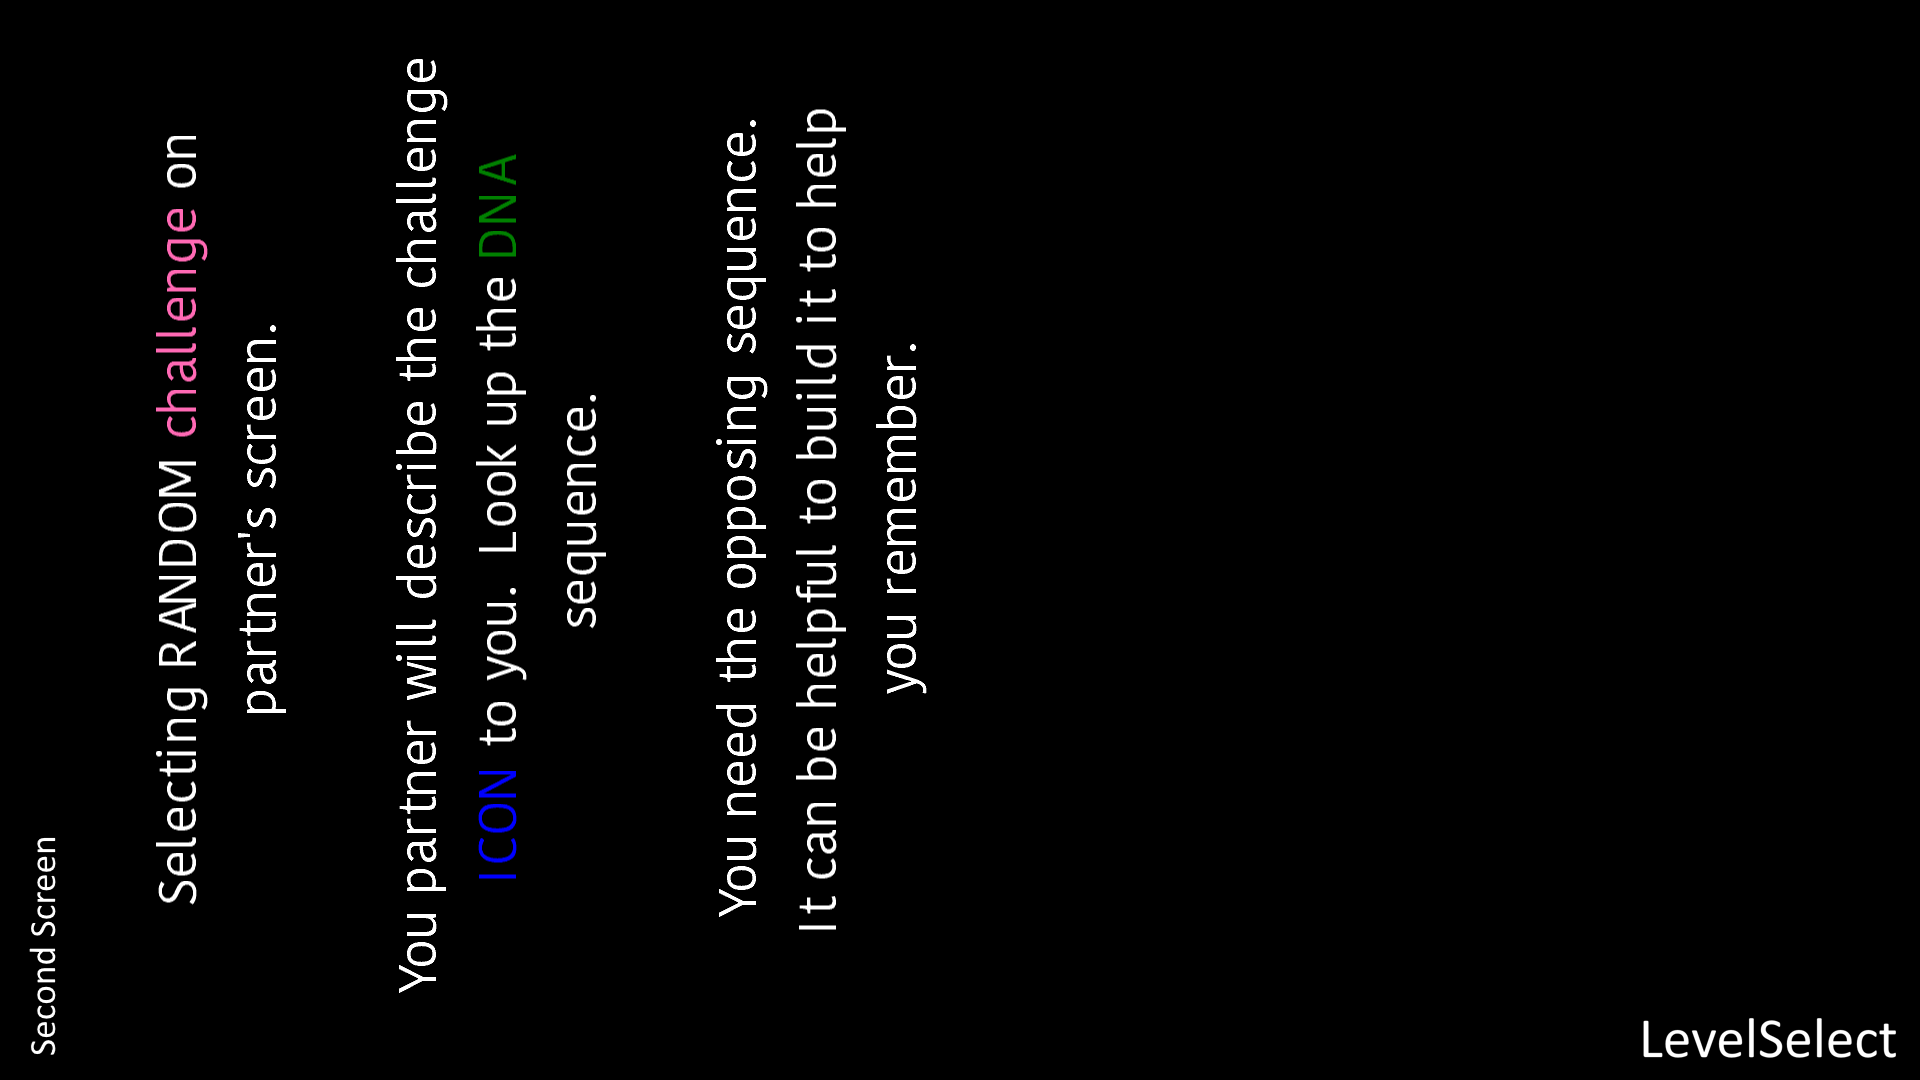 Second Screen
Selecting RANDOM challenge on
partner's screen.
You partner will describe the challenge
ICON to you. Look up the DNA
sequence.
You need the opposing sequence.
It can be helpful to build it to help
you remember.
LevelSelect